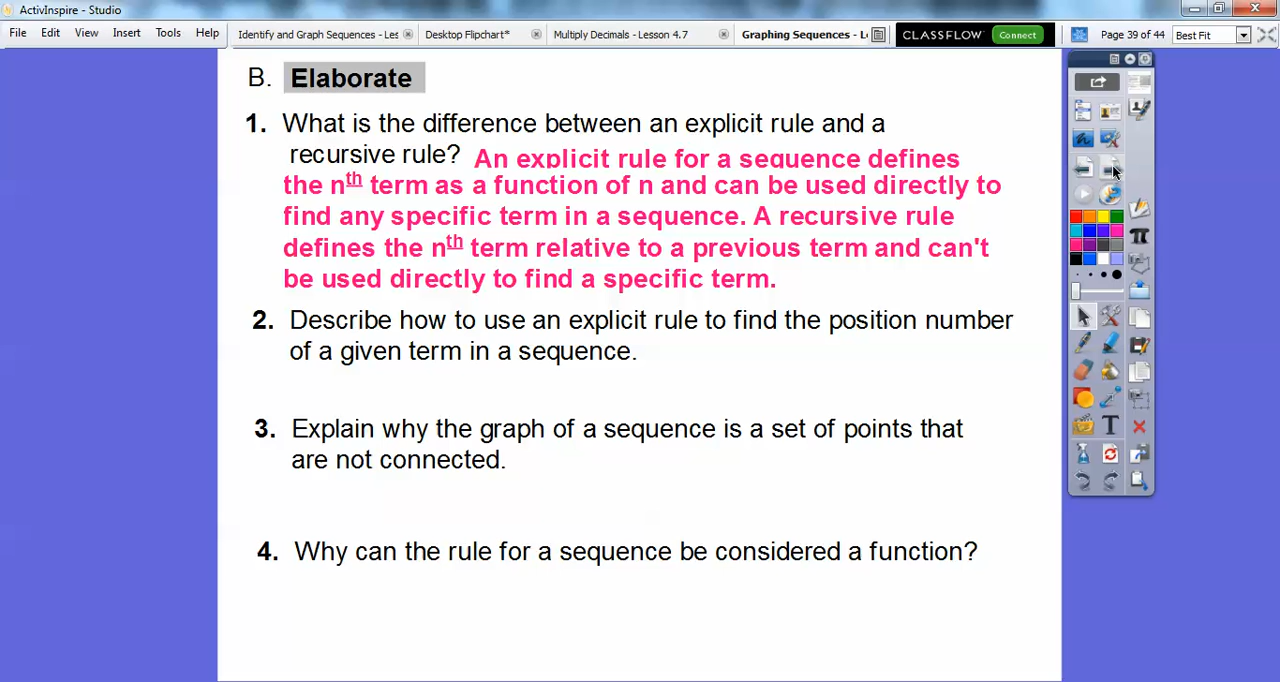 ActivInspire - Studio
File Edit View Insert Tools Help
Identify and Graph Sequences - Les
Desktop Flipchart*
Multiply Decimals - Lesson 4.7
Graphing Sequences - L
CLASSFLOW Connect
Page 39 of 44
Best Fit
B. Elaborate
1. What is the difference between an explicit rule and a
recursive rule? An explicit rule for a sequence defines
the nth term as a function of n and can be used directly to
find any specific term in a sequence. A recursive rule
defines the nth term relative to a previous term and can't
be used directly to find a specific term.
2. Describe how to use an explicit rule to find the position number
of a given term in a sequence.
3. Explain why the graph of a sequence is a set of points that
are not connected.
4. Why can the rule for a sequence be considered a function?